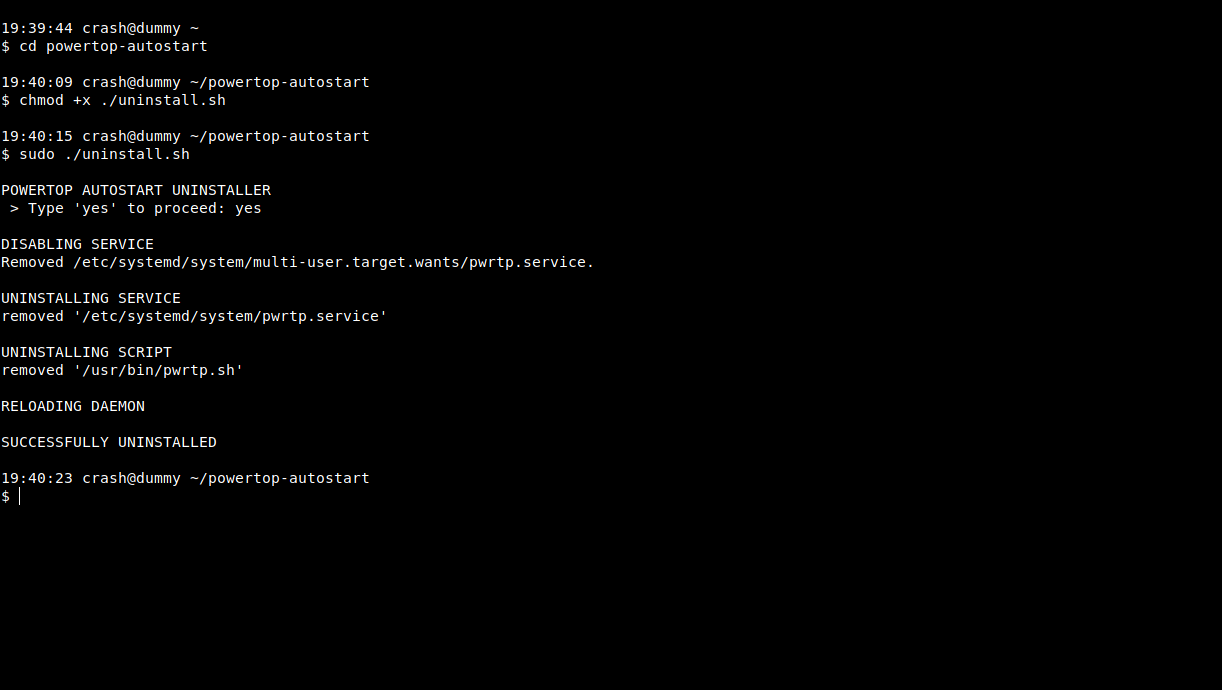 19:39:44 crash@dummy ~
$ cd powertop-autostart
19:40:09 crash@dummy ~/powertop-autostart
$ chmod +x ./uninstall.sh
19:40:15 crash@dummy ~/powertop-autostart
$ sudo ./uninstall.sh
POWERTOP AUTOSTART UNINSTALLER
 > Type 'yes' to proceed: yes
DISABLING SERVICE
Removed /etc/systemd/system/multi-user.target.wants/pwrtp.service.
UNINSTALLING SERVICE
removed '/etc/systemd/system/pwrtp.service'
UNINSTALLING SCRIPT
removed '/usr/bin/pwrtp.sh'
RELOADING DAEMON
SUCCESSFULLY UNINSTALLED
19:40:23 crash@dummy ~/powertop-autostart
$